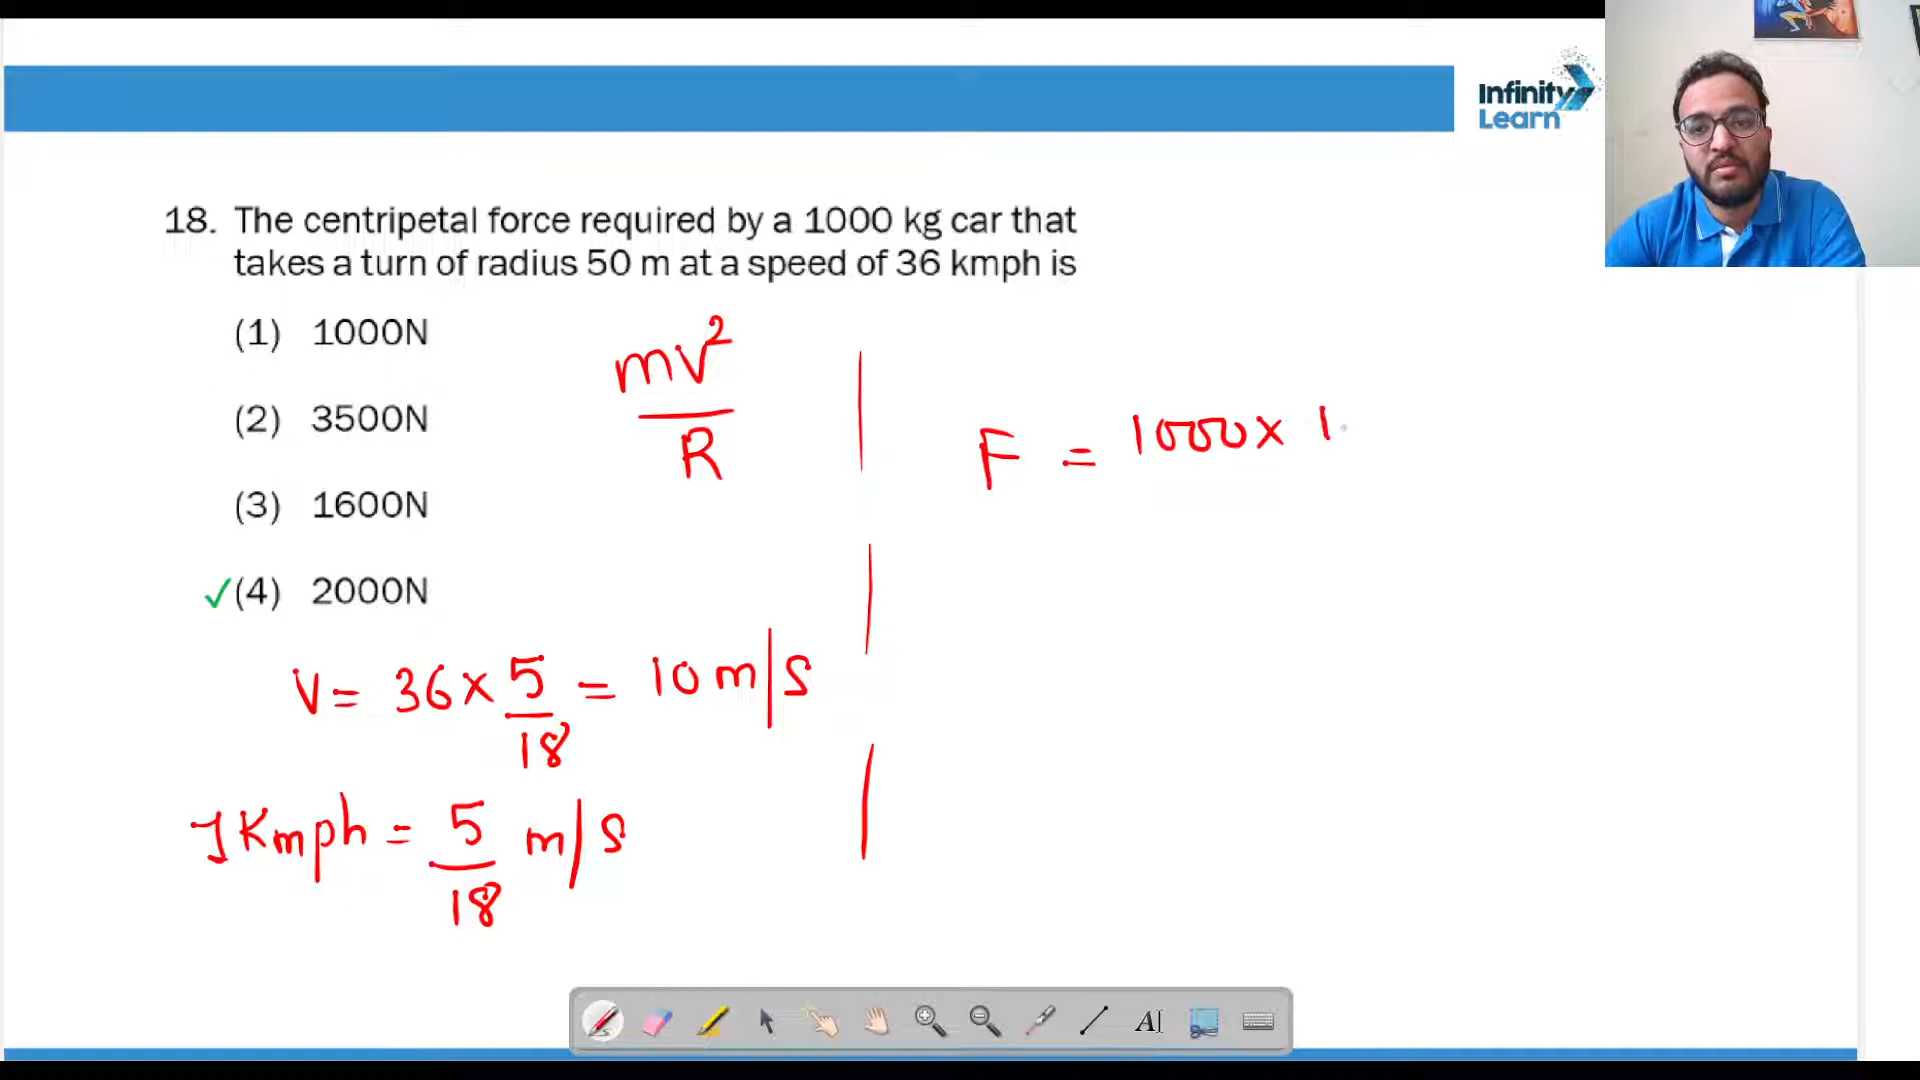 Infinity
Learn
18. The centripetal force required by a 1000 kg car that
takes a turn of radius 50 m at a speed of 36 kmph is
(1) 1000N
(2) 3500N
(3) 1600N
✓(4) 2000N
mv²
R
F = 1000 × 1
V = 36 × 5/18 = 10 m/s
1 Kmph = 5/18 m/s
A